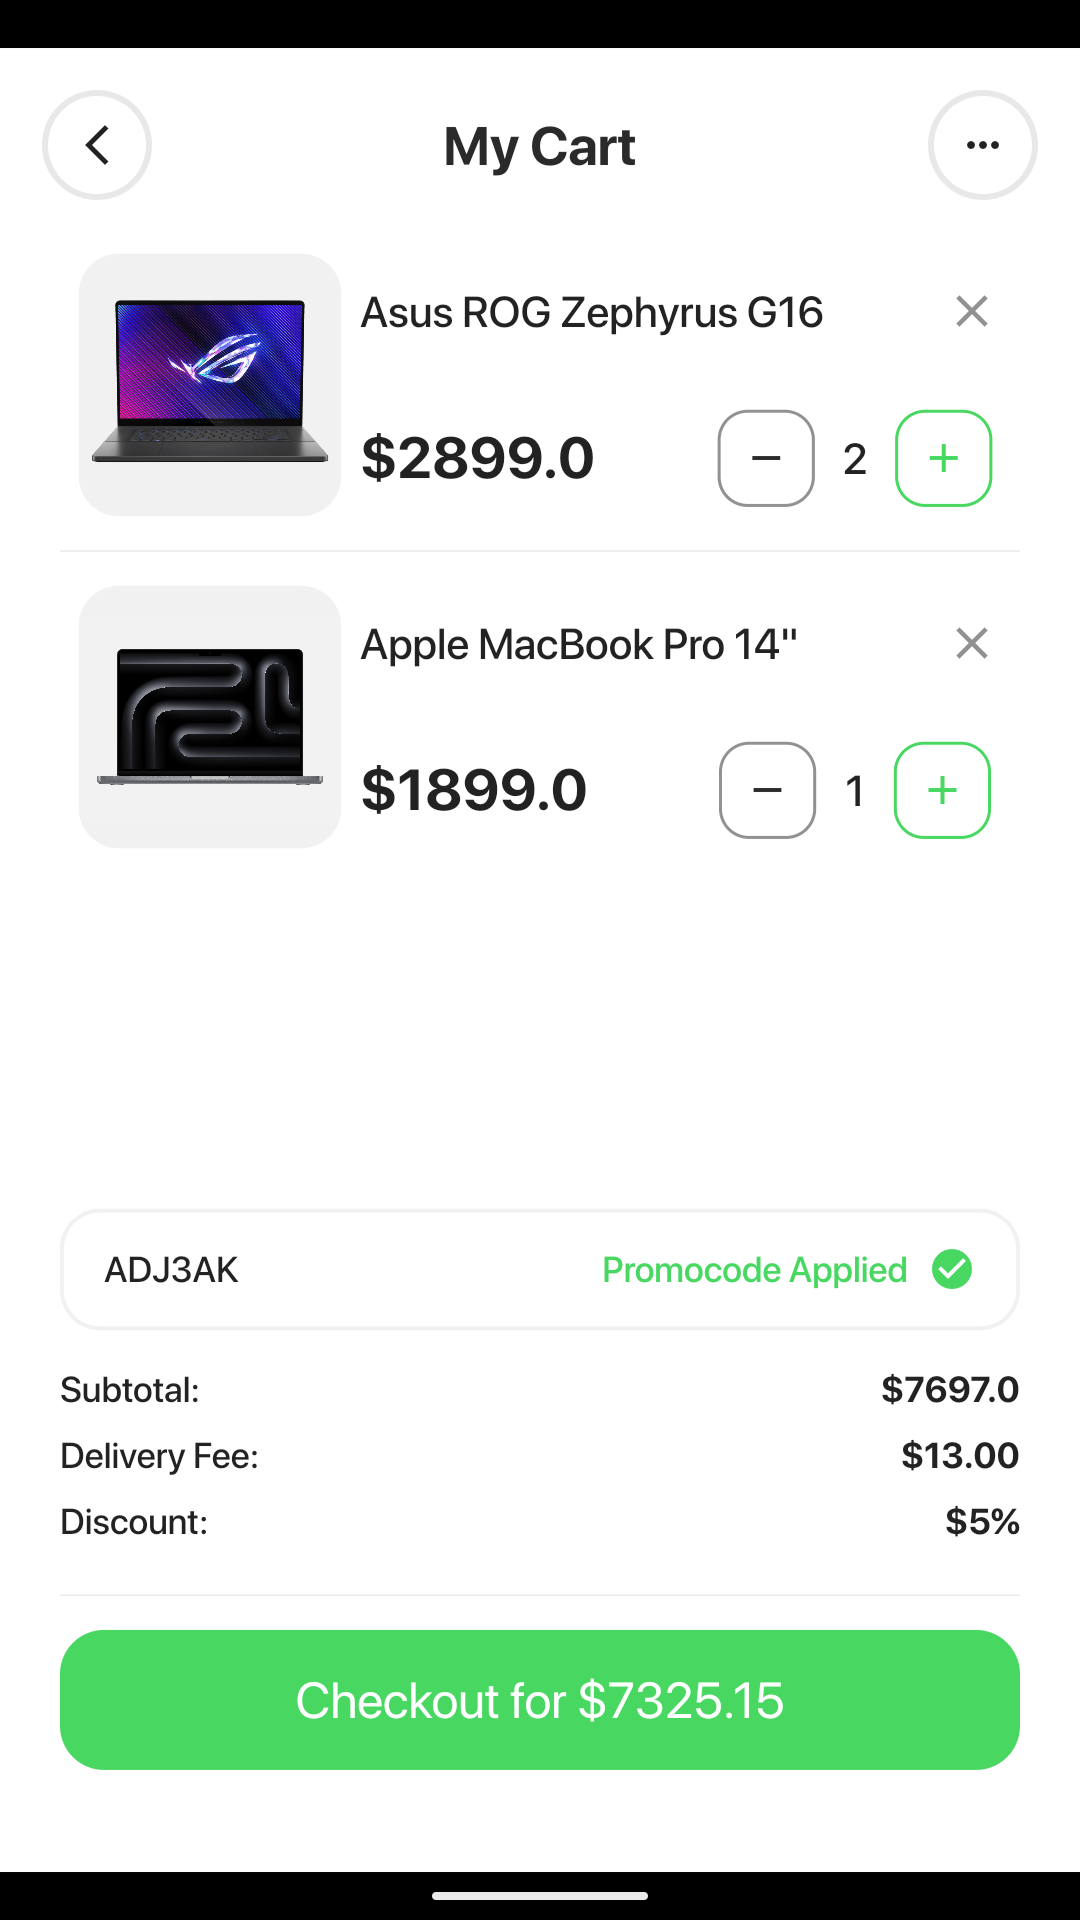 My Cart
Asus ROG Zephyrus G16
$2899.0 2
Apple MacBook Pro 14"
$1899.0 1
ADJ3AK Promocode Applied
Subtotal: $7697.0
Delivery Fee: $13.00
Discount: $5%
Checkout for $7325.15